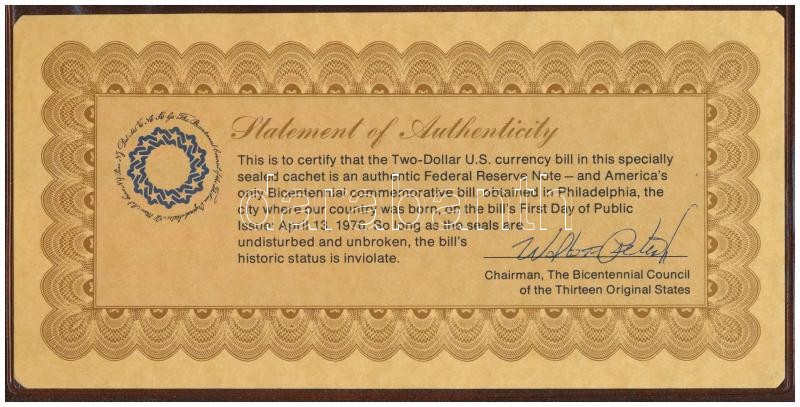 Statement of Authenticity
This is to certify that the Two-Dollar U.S. currency bill in this specially
sealed cachet is an authentic Federal Reserve Note — and America's
only Bicentennial commemorative bill obtained in Philadelphia, the
city where our country was born, on the bill's First Day of Public
Issue: April 13, 1976. So long as the seals are
undisturbed and unbroken, the bill's
historic status is inviolate.
Chairman, The Bicentennial Council
of the Thirteen Original States
darabanth